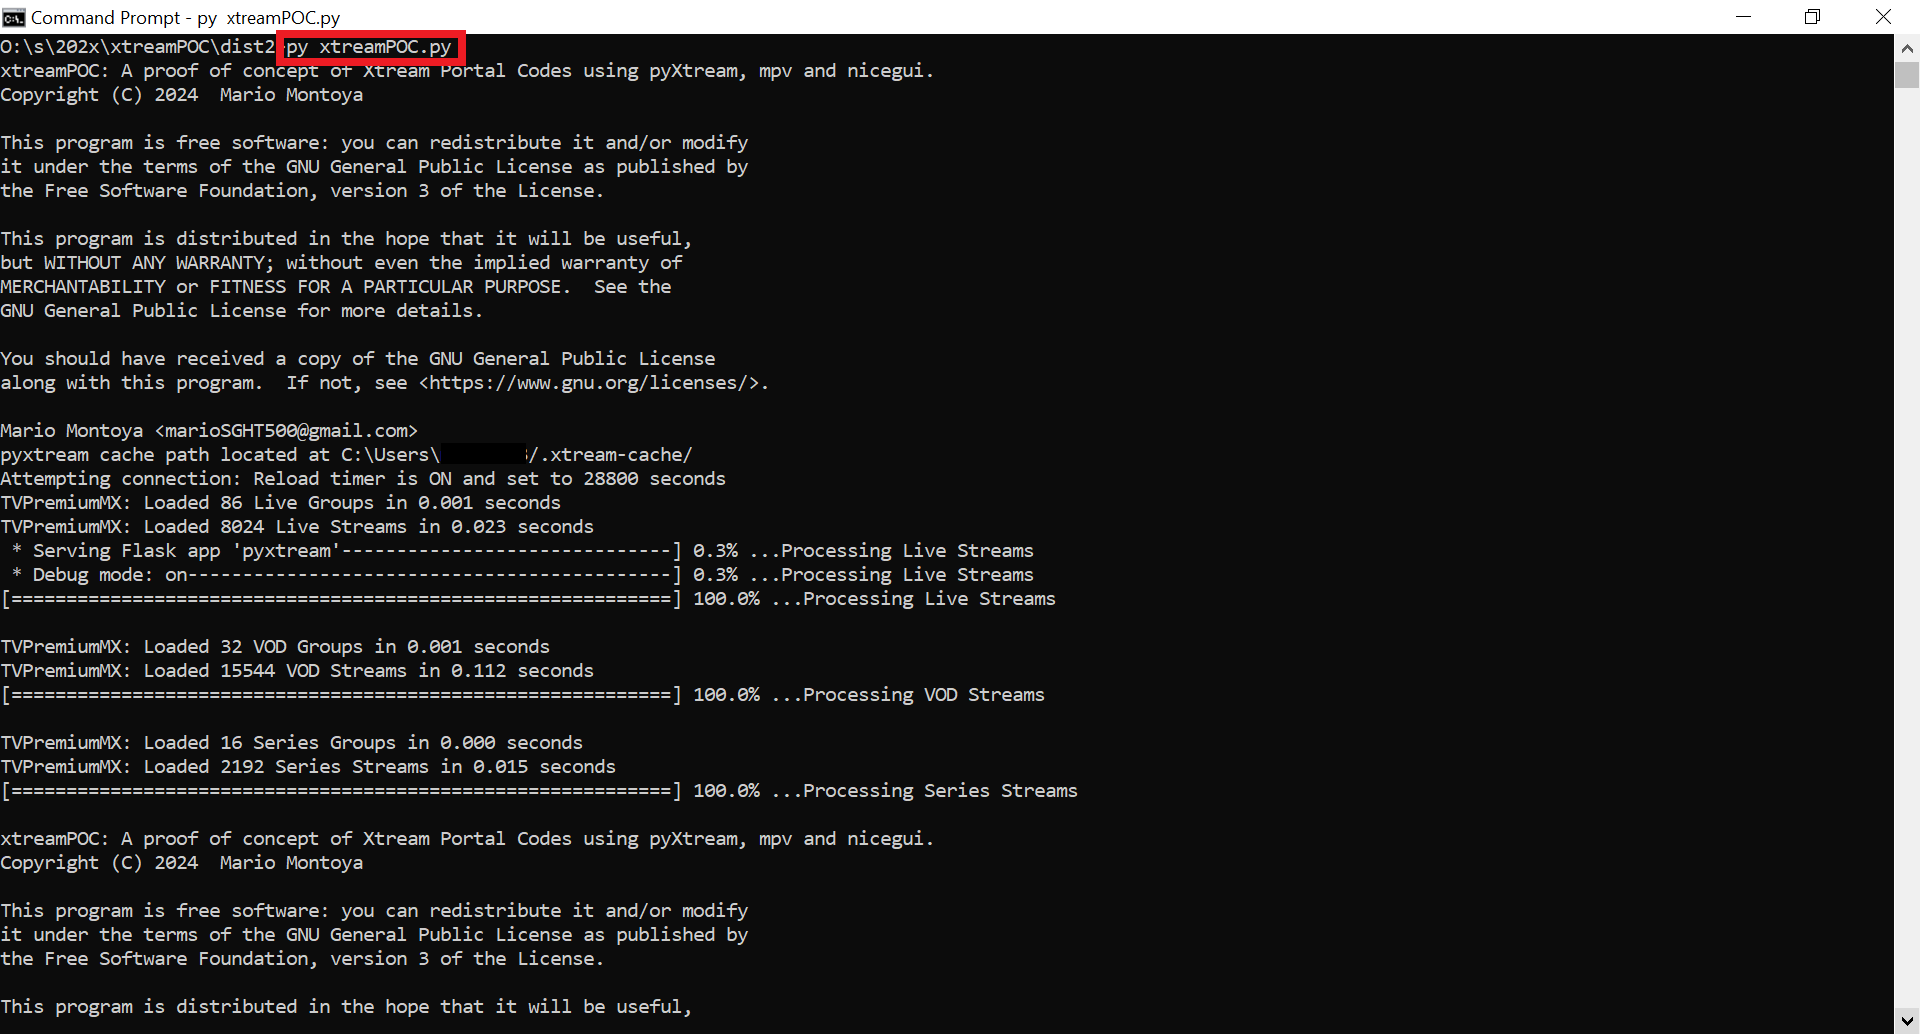 Command Prompt - py  xtreamPOC.py
O:\s\202x\xtreamPOC\dist2>py xtreamPOC.py
xtreamPOC: A proof of concept of Xtream Portal Codes using pyXtream, mpv and nicegui.
Copyright (C) 2024  Mario Montoya
This program is free software: you can redistribute it and/or modify
it under the terms of the GNU General Public License as published by
the Free Software Foundation, version 3 of the License.
This program is distributed in the hope that it will be useful,
but WITHOUT ANY WARRANTY; without even the implied warranty of
MERCHANTABILITY or FITNESS FOR A PARTICULAR PURPOSE.  See the
GNU General Public License for more details.
You should have received a copy of the GNU General Public License
along with this program.  If not, see <https://www.gnu.org/licenses/>.
Mario Montoya <marioSGHT500@gmail.com>
pyxtream cache path located at C:\Users\ /.xtream-cache/
Attempting connection: Reload timer is ON and set to 28800 seconds
TVPremiumMX: Loaded 86 Live Groups in 0.001 seconds
TVPremiumMX: Loaded 8024 Live Streams in 0.023 seconds
 * Serving Flask app 'pyxtream'------------------------------] 0.3% ...Processing Live Streams
 * Debug mode: on--------------------------------------------] 0.3% ...Processing Live Streams
[============================================================] 100.0% ...Processing Live Streams
TVPremiumMX: Loaded 32 VOD Groups in 0.001 seconds
TVPremiumMX: Loaded 15544 VOD Streams in 0.112 seconds
[============================================================] 100.0% ...Processing VOD Streams
TVPremiumMX: Loaded 16 Series Groups in 0.000 seconds
TVPremiumMX: Loaded 2192 Series Streams in 0.015 seconds
[============================================================] 100.0% ...Processing Series Streams
xtreamPOC: A proof of concept of Xtream Portal Codes using pyXtream, mpv and nicegui.
Copyright (C) 2024  Mario Montoya
This program is free software: you can redistribute it and/or modify
it under the terms of the GNU General Public License as published by
the Free Software Foundation, version 3 of the License.
This program is distributed in the hope that it will be useful,